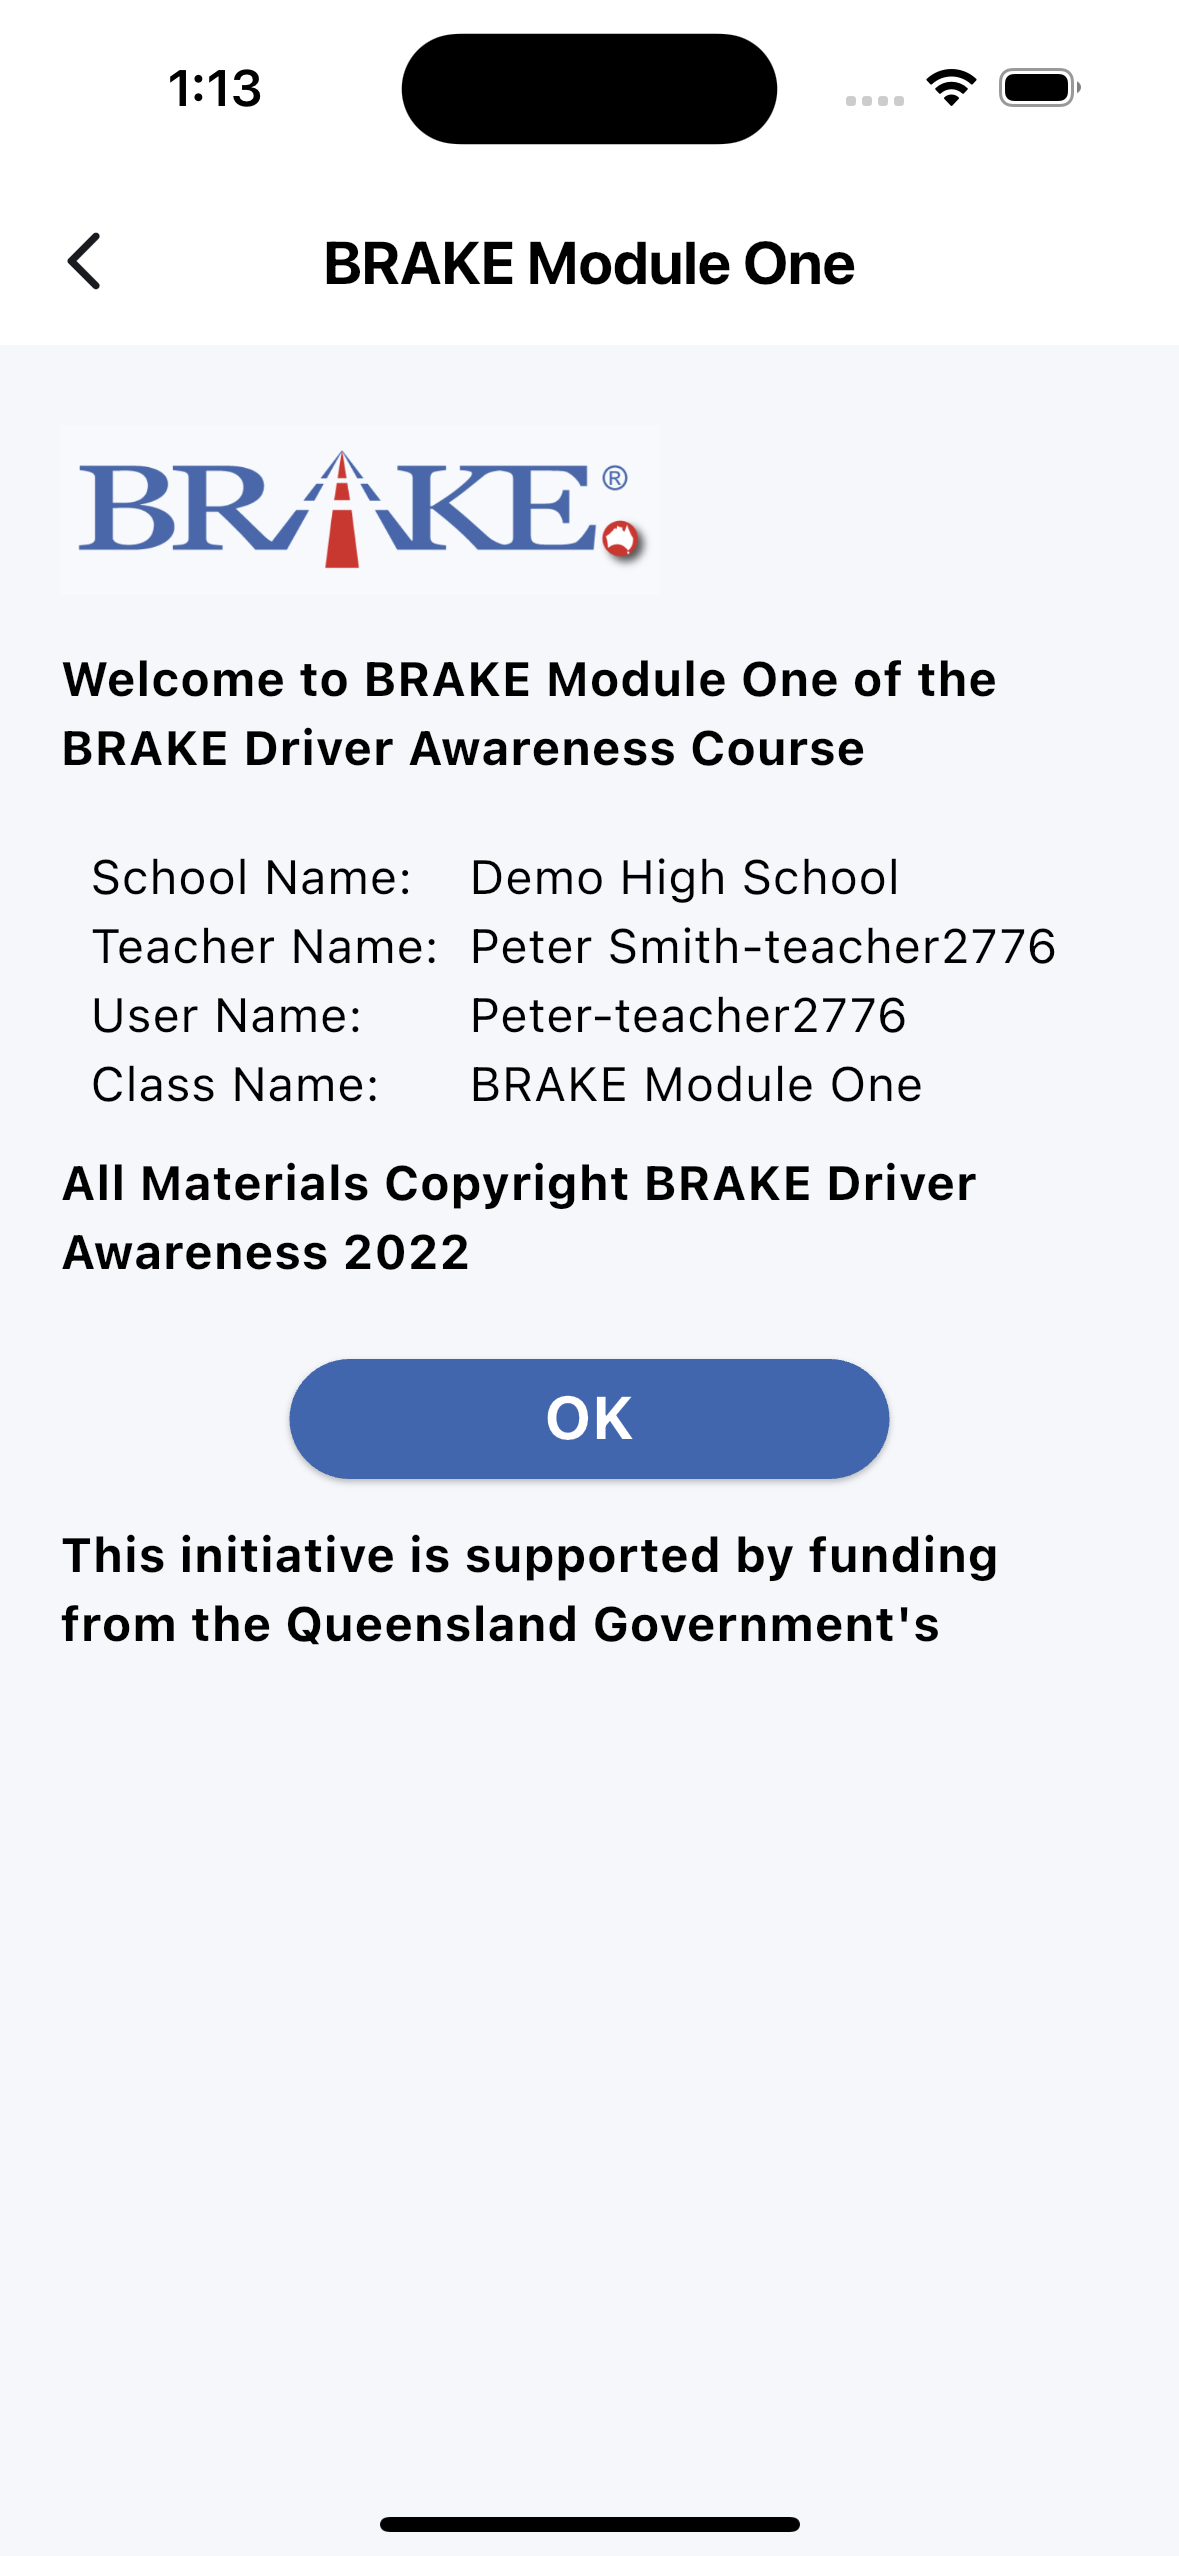 1:13
BRAKE Module One
BRAKE®
Welcome to BRAKE Module One of the
BRAKE Driver Awareness Course
School Name: Demo High School
Teacher Name: Peter Smith-teacher2776
User Name: Peter-teacher2776
Class Name: BRAKE Module One
All Materials Copyright BRAKE Driver
Awareness 2022
OK
This initiative is supported by funding
from the Queensland Government's